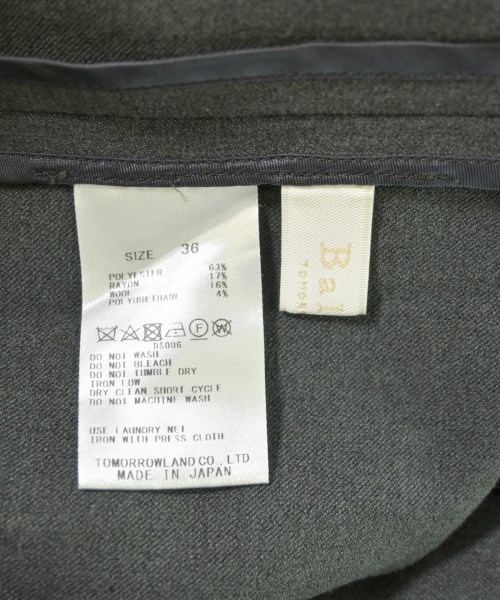 SIZE 36
POLYESTER 63%
RAYON 17%
WOOL 16%
POLYURETHANE 4%
DS006
DO NOT WASH
DO NOT BLEACH
DO NOT TUMBLE DRY
IRON LOW
DRY CLEAN SHORT CYCLE
DO NOT MACHINE WASH
USE LAUNDRY NET
IRON WITH PRESS CLOTH
TOMORROWLAND CO., LTD
MADE IN JAPAN
Bal
TOMOR